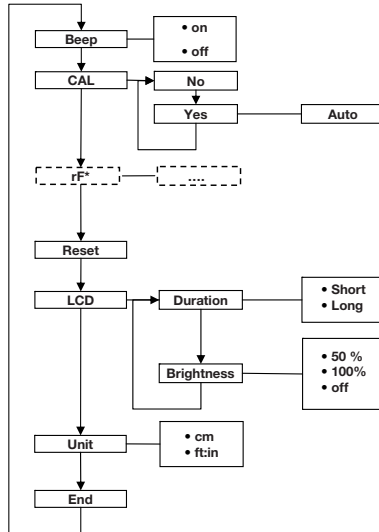 Beep
• on
• off
CAL
No
Yes
Auto
rF*
....
Reset
LCD
Duration
• Short
• Long
Brightness
• 50 %
• 100%
• off
Unit
• cm
• ft:in
End